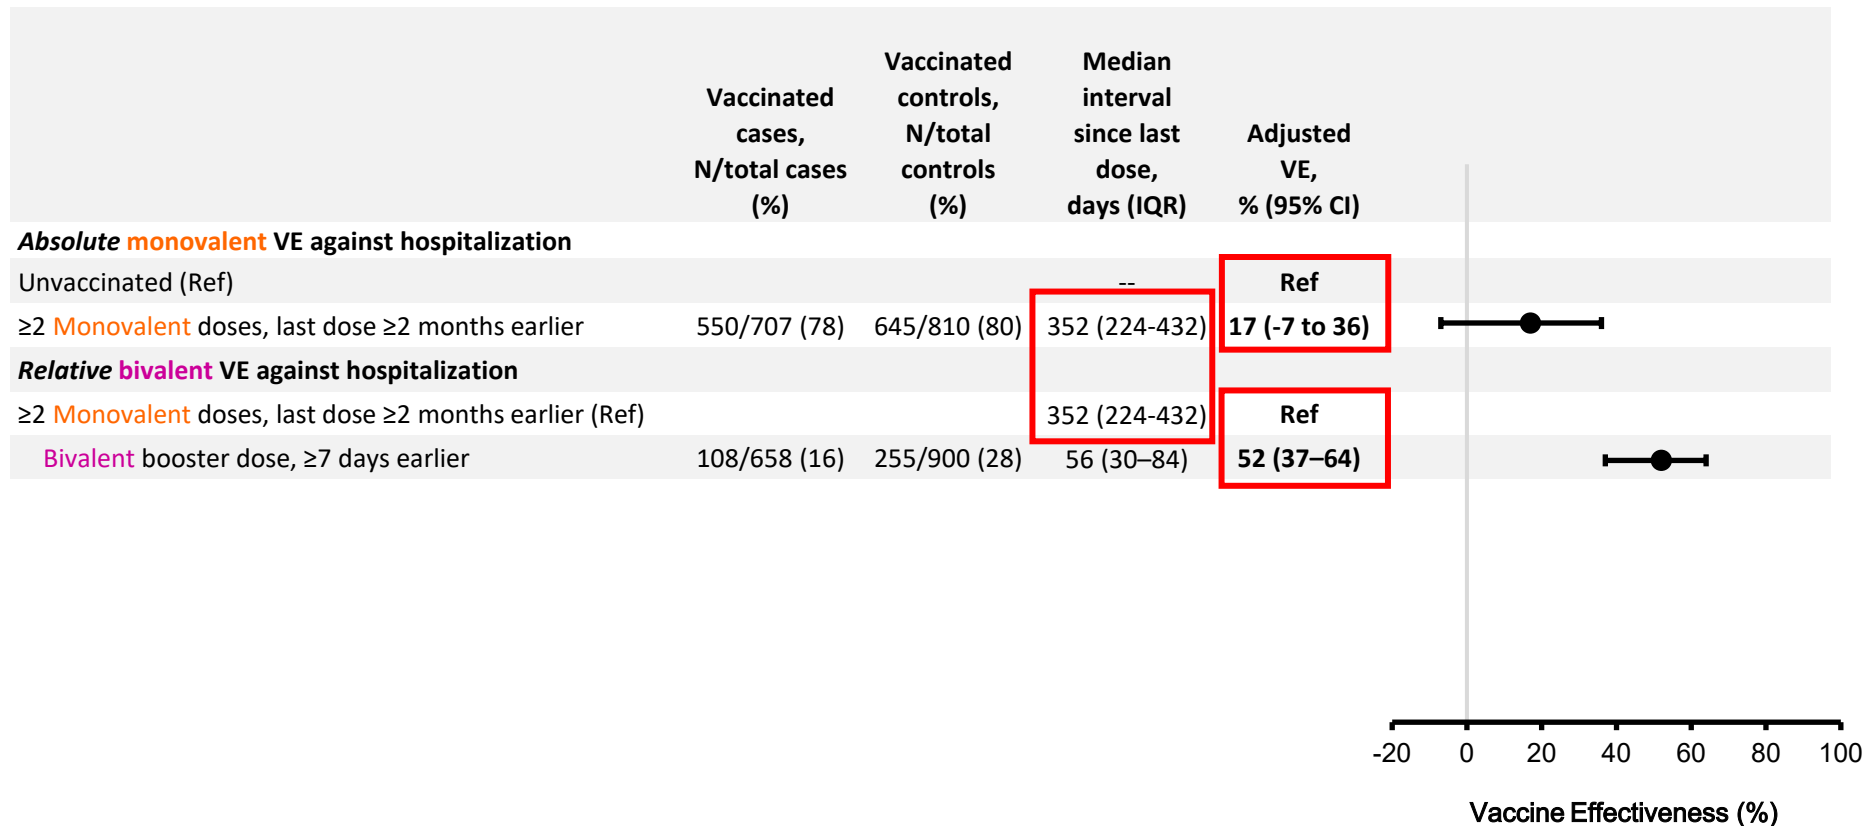 Vaccinated cases, N/total cases (%)
Vaccinated controls, N/total controls (%)
Median interval since last dose, days (IQR)
Adjusted VE, % (95% CI)
Absolute monovalent VE against hospitalization
Unvaccinated (Ref) -- Ref
≥2 Monovalent doses, last dose ≥2 months earlier 550/707 (78) 645/810 (80) 352 (224-432) 17 (-7 to 36)
Relative bivalent VE against hospitalization
≥2 Monovalent doses, last dose ≥2 months earlier (Ref) 352 (224-432) Ref
Bivalent booster dose, ≥7 days earlier 108/658 (16) 255/900 (28) 56 (30–84) 52 (37–64)
-20 0 20 40 60 80 100
Vaccine Effectiveness (%)